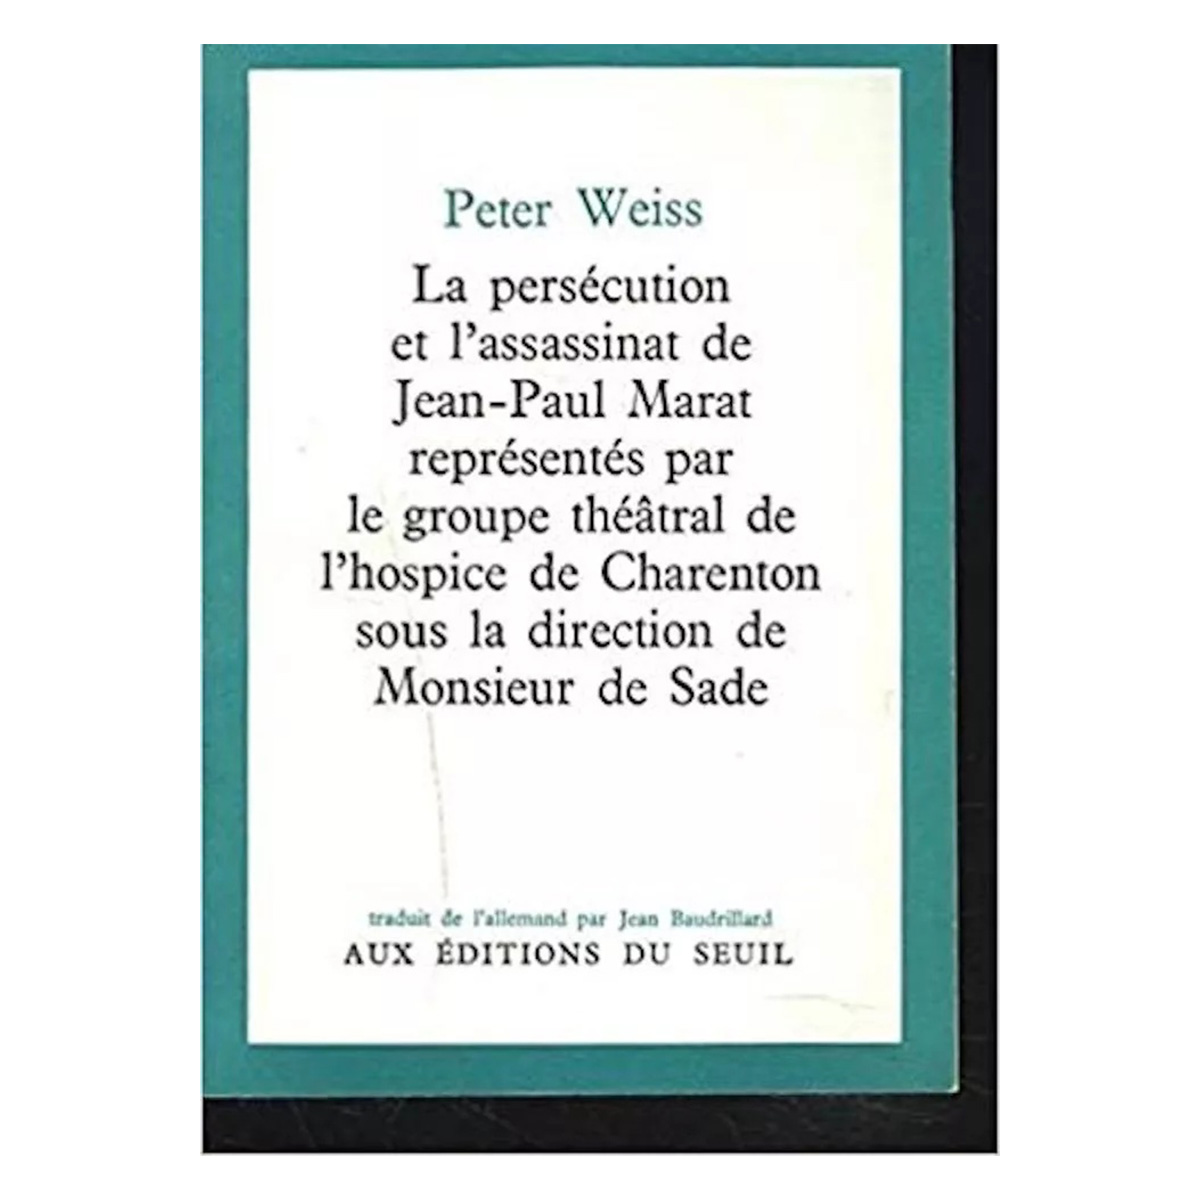 Peter Weiss
La persécution
et l'assassinat de
Jean-Paul Marat
représentés par
le groupe théâtral de
l'hospice de Charenton
sous la direction de
Monsieur de Sade
traduit de l'allemand par Jean Baudrillard
AUX ÉDITIONS DU SEUIL